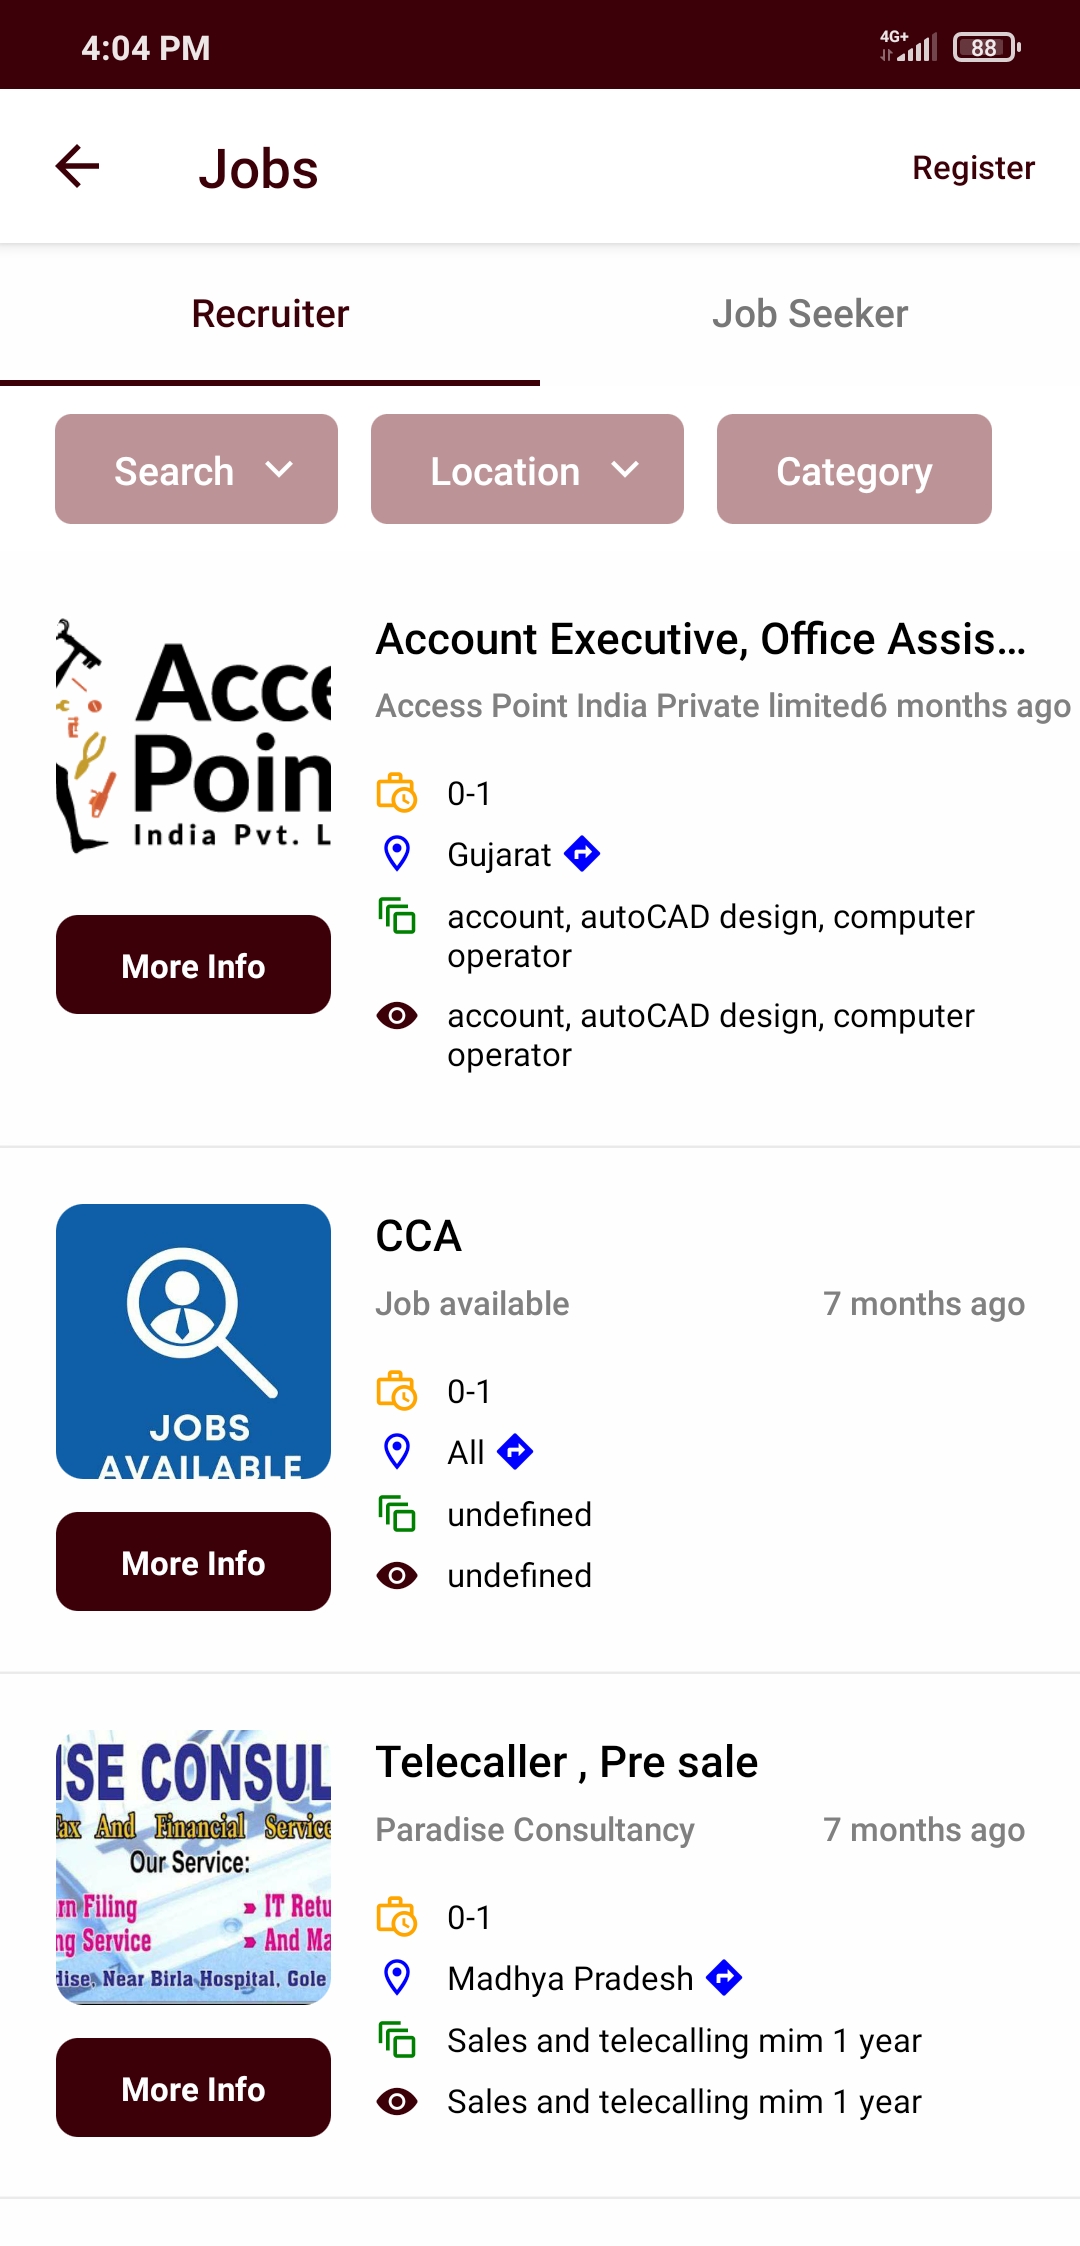 4:04 PM
4G+
88
Jobs
Register
Recruiter
Job Seeker
Search
Location
Category
Acce
Poin
India Pvt. L
Account Executive, Office Assis...
Access Point India Private limited6 months ago
0-1
Gujarat
account, autoCAD design, computer
operator
account, autoCAD design, computer
operator
More Info
JOBS
AVAILABLE
CCA
Job available
7 months ago
0-1
All
undefined
undefined
More Info
ISE CONSUL
Tax And Financial Service
Our Service:
rn Filing
» IT Retu
ng Service
» And Ma
dise, Near Birla Hospital, Gole
Telecaller , Pre sale
Paradise Consultancy
7 months ago
0-1
Madhya Pradesh
Sales and telecalling mim 1 year
Sales and telecalling mim 1 year
More Info